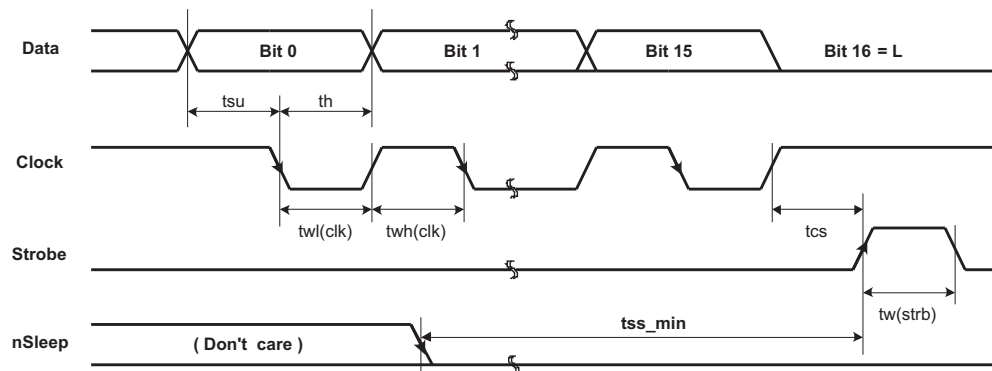 Data
Bit 0
Bit 1
Bit 15
Bit 16 = L
tsu
th
Clock
twl(clk)
twh(clk)
tcs
Strobe
tw(strb)
tss_min
nSleep
( Don't care )